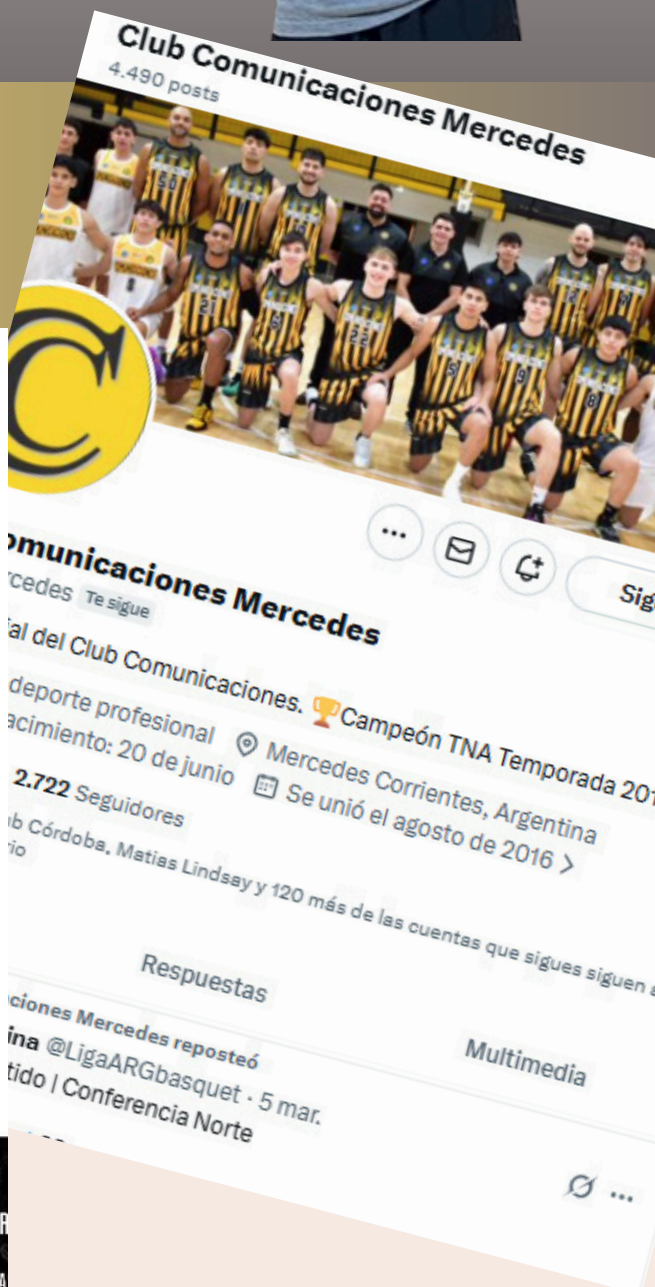 Club Comunicaciones Mercedes
4.490 posts
C
omunicaciones Mercedes
rcedes Te sigue
ial del Club Comunicaciones. 🏆Campeón TNA Temporada 201
deporte profesional Mercedes Corrientes, Argentina
acimiento: 20 de junio Se unió el agosto de 2016 >
2.722 Seguidores
ub Córdoba, Matias Lindsay y 120 más de las cuentas que sigues siguen a
rio
Respuestas
Multimedia
ciones Mercedes reposteó
ina @LigaARGbasquet · 5 mar.
tido | Conferencia Norte